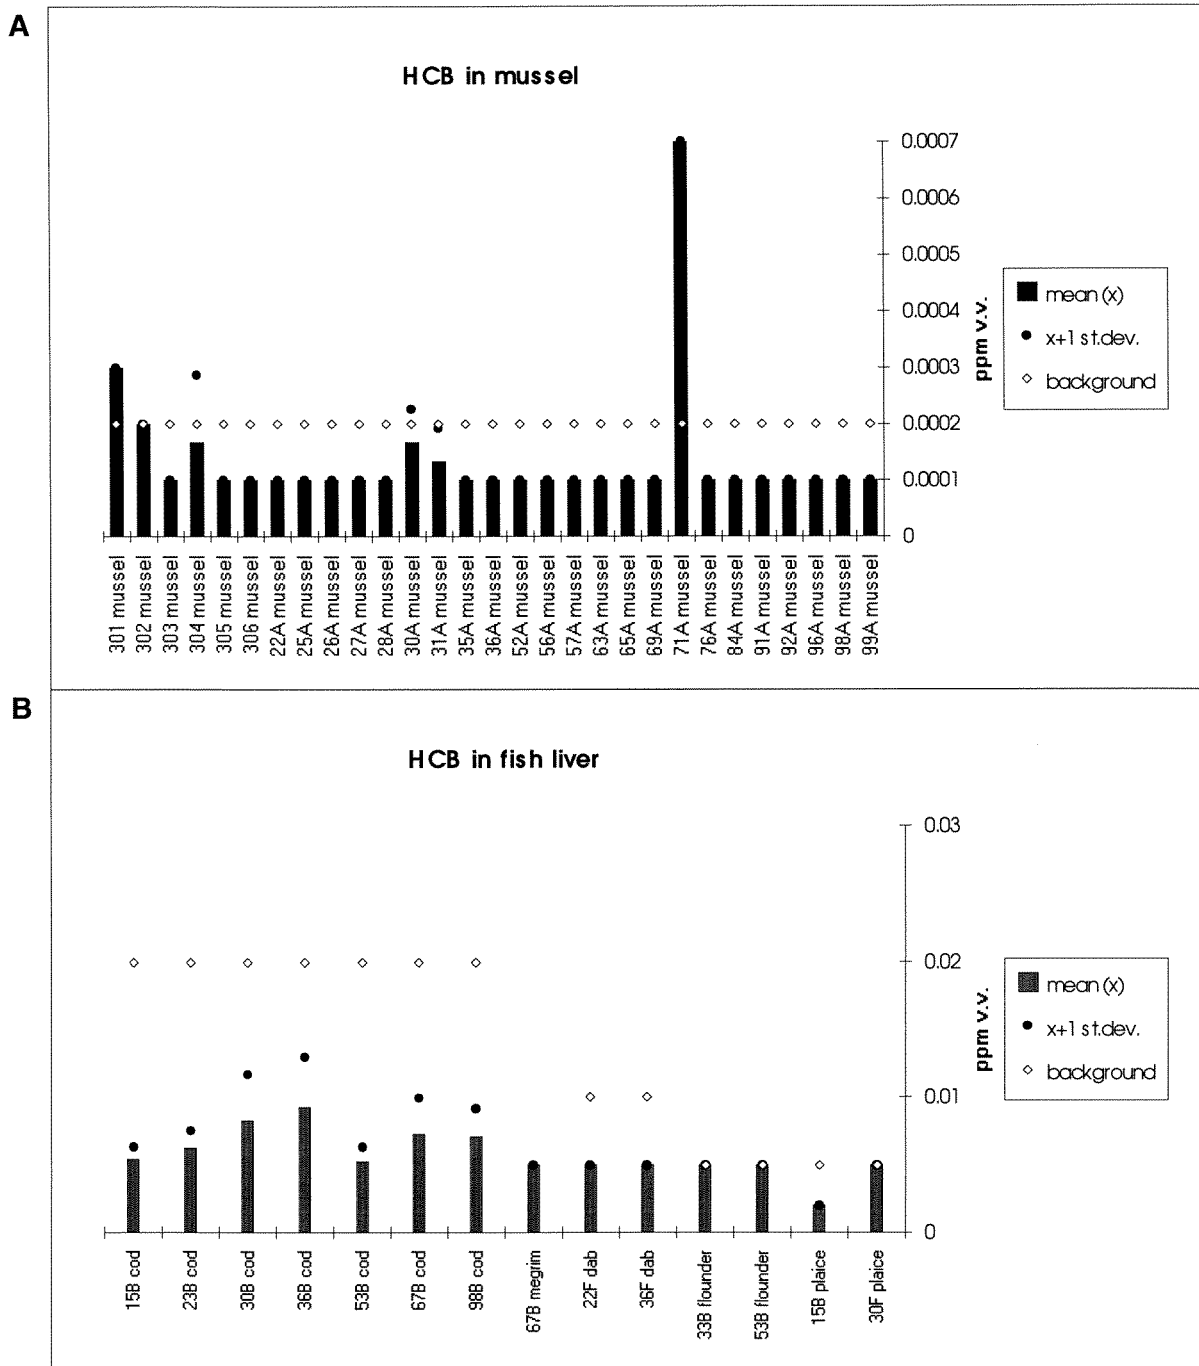 A
HCB in mussel
0.0007
0.0006
0.0005
0.0004
0.0003
0.0002
0.0001
0
ppm v.v.
mean (x)
x+1 st.dev.
background
301 mussel
302 mussel
303 mussel
304 mussel
305 mussel
306 mussel
22A mussel
25A mussel
26A mussel
27A mussel
28A mussel
30A mussel
31A mussel
35A mussel
36A mussel
52A mussel
56A mussel
57A mussel
63A mussel
65A mussel
69A mussel
71A mussel
76A mussel
84A mussel
91A mussel
92A mussel
96A mussel
98A mussel
99A mussel
B
HCB in fish liver
0.03
0.02
0.01
0
ppm v.v.
mean (x)
x+1 st.dev.
background
15B cod
23B cod
30B cod
36B cod
53B cod
67B cod
98B cod
67B megrim
22F dab
36F dab
33B flounder
53B flounder
15B plaice
30F plaice